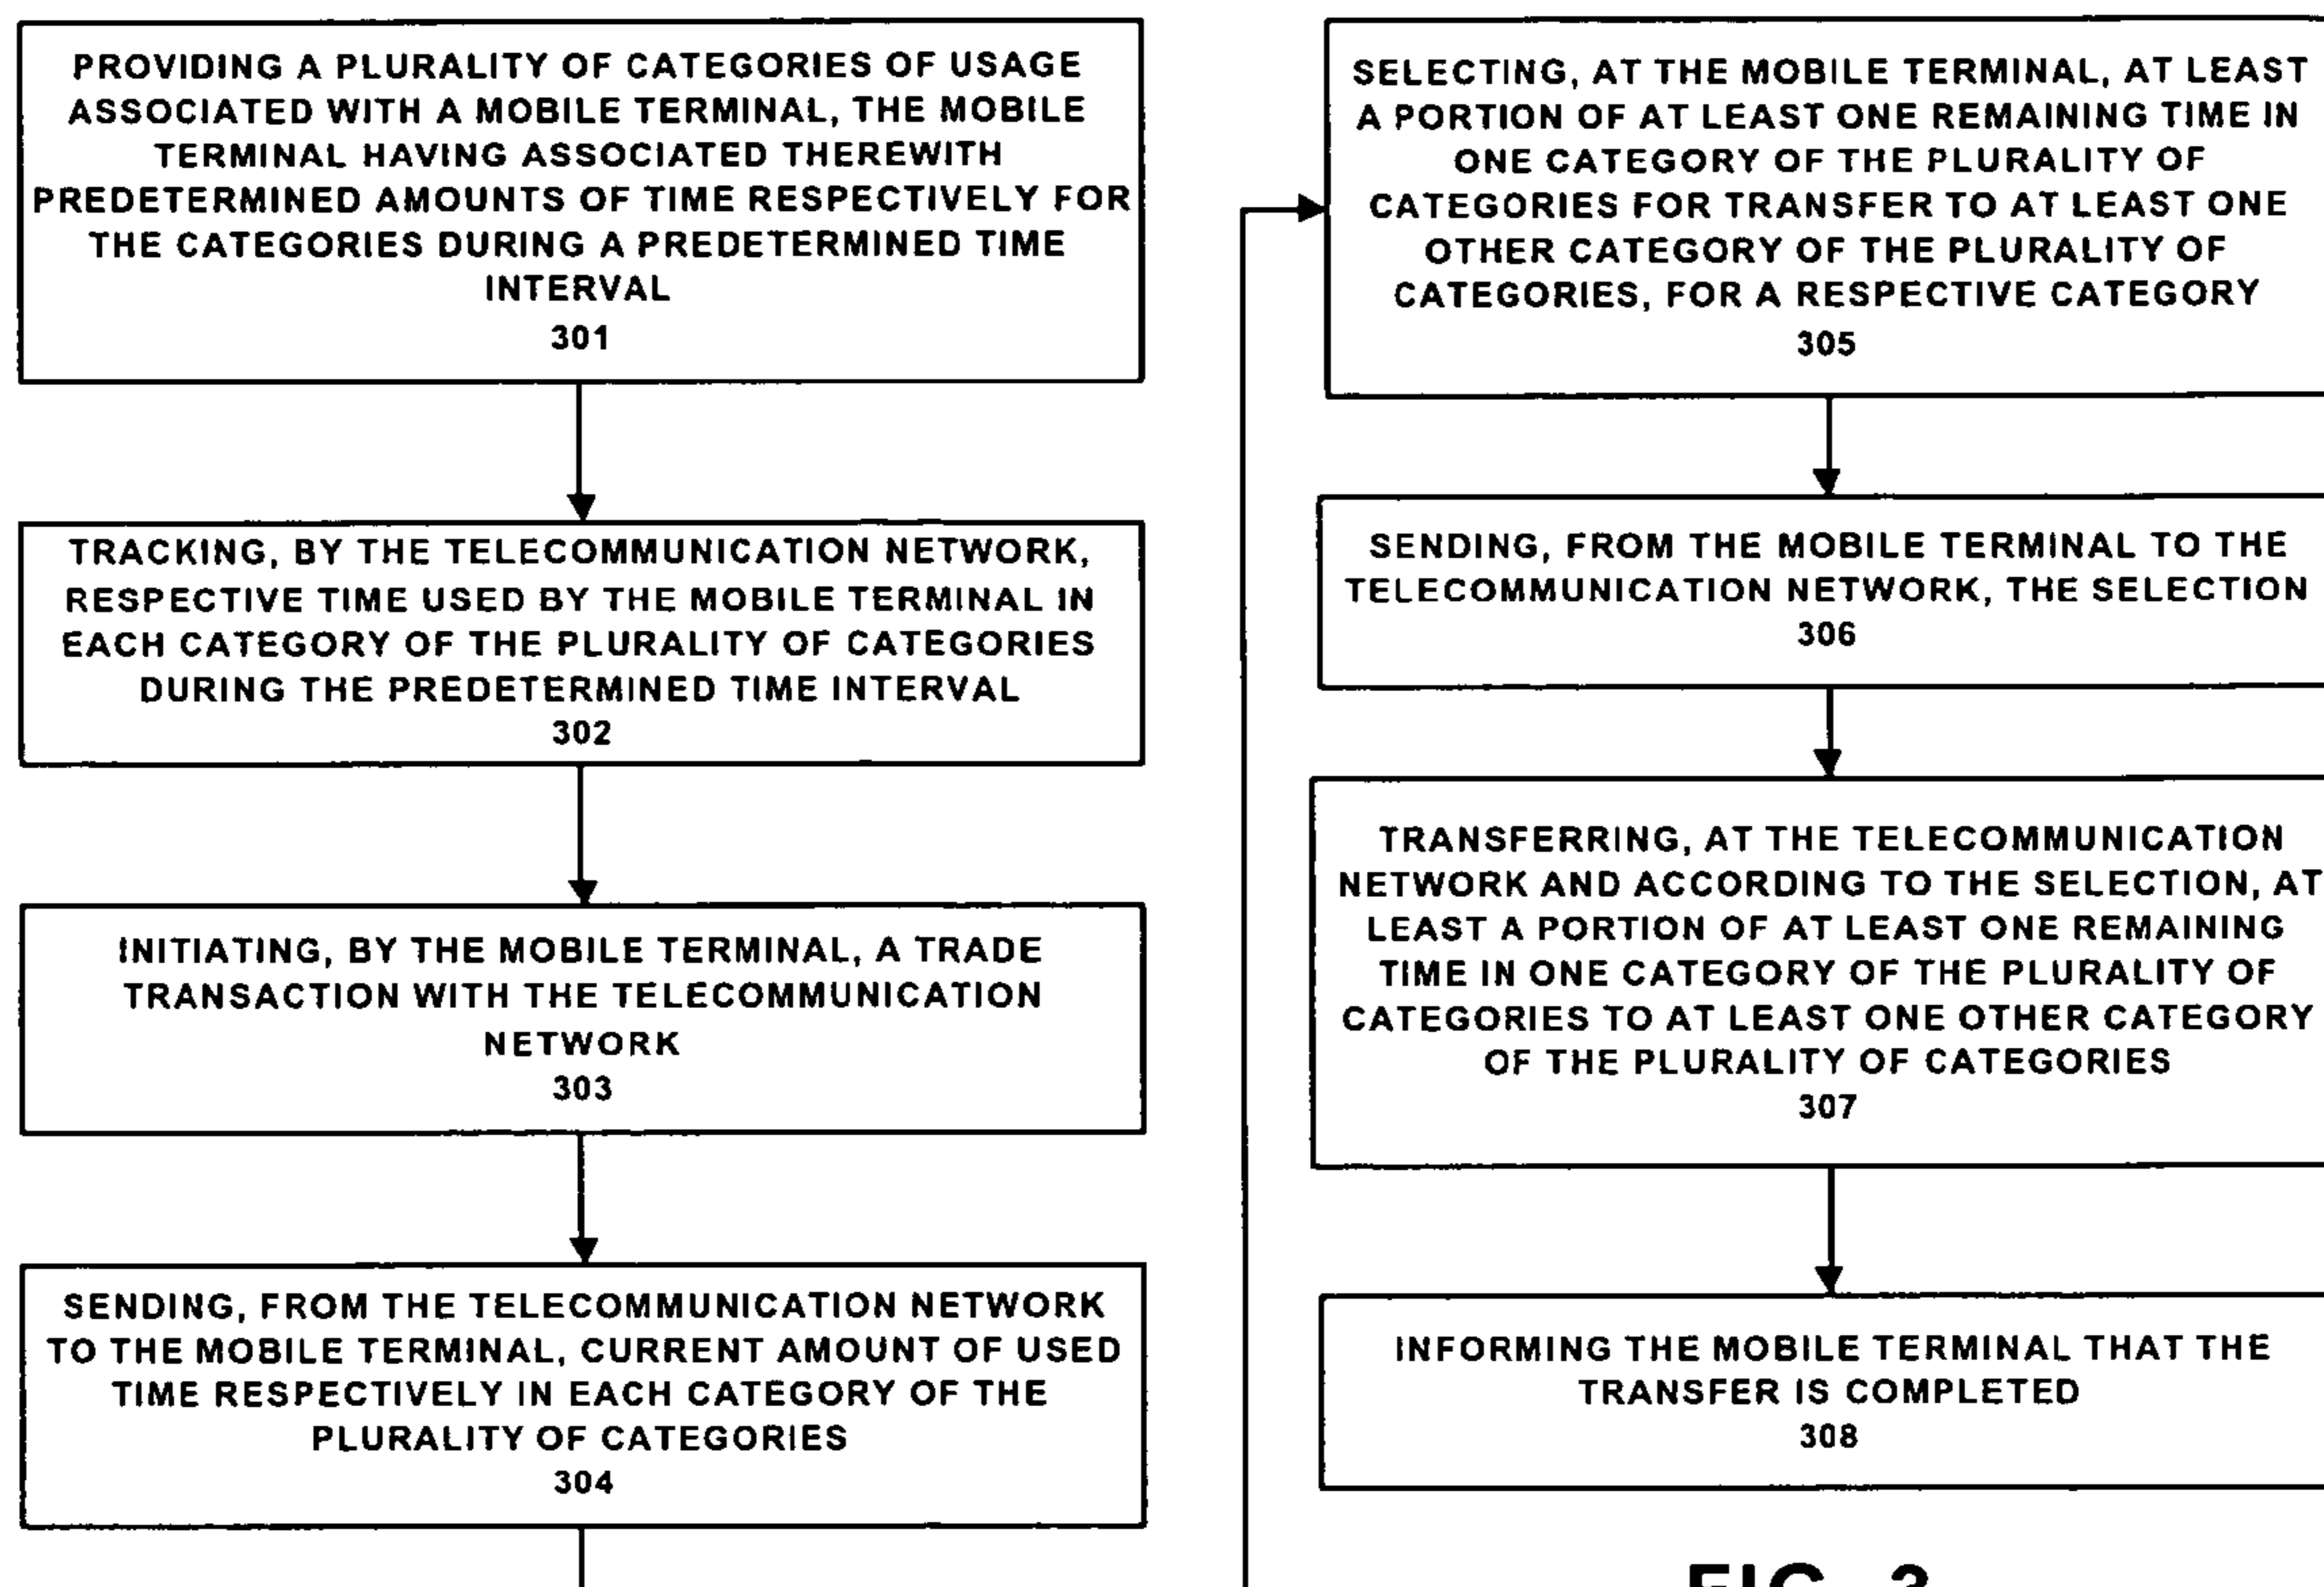 PROVIDING A PLURALITY OF CATEGORIES OF USAGE
ASSOCIATED WITH A MOBILE TERMINAL, THE MOBILE
TERMINAL HAVING ASSOCIATED THEREWITH
PREDETERMINED AMOUNTS OF TIME RESPECTIVELY FOR
THE CATEGORIES DURING A PREDETERMINED TIME
INTERVAL
301
TRACKING, BY THE TELECOMMUNICATION NETWORK,
RESPECTIVE TIME USED BY THE MOBILE TERMINAL IN
EACH CATEGORY OF THE PLURALITY OF CATEGORIES
DURING THE PREDETERMINED TIME INTERVAL
302
INITIATING, BY THE MOBILE TERMINAL, A TRADE
TRANSACTION WITH THE TELECOMMUNICATION
NETWORK
303
SENDING, FROM THE TELECOMMUNICATION NETWORK
TO THE MOBILE TERMINAL, CURRENT AMOUNT OF USED
TIME RESPECTIVELY IN EACH CATEGORY OF THE
PLURALITY OF CATEGORIES
304
SELECTING, AT THE MOBILE TERMINAL, AT LEAST
A PORTION OF AT LEAST ONE REMAINING TIME IN
ONE CATEGORY OF THE PLURALITY OF
CATEGORIES FOR TRANSFER TO AT LEAST ONE
OTHER CATEGORY OF THE PLURALITY OF
CATEGORIES, FOR A RESPECTIVE CATEGORY
305
SENDING, FROM THE MOBILE TERMINAL TO THE
TELECOMMUNICATION NETWORK, THE SELECTION
306
TRANSFERRING, AT THE TELECOMMUNICATION
NETWORK AND ACCORDING TO THE SELECTION, AT
LEAST A PORTION OF AT LEAST ONE REMAINING
TIME IN ONE CATEGORY OF THE PLURALITY OF
CATEGORIES TO AT LEAST ONE OTHER CATEGORY
OF THE PLURALITY OF CATEGORIES
307
INFORMING THE MOBILE TERMINAL THAT THE
TRANSFER IS COMPLETED
308
FIG. 3